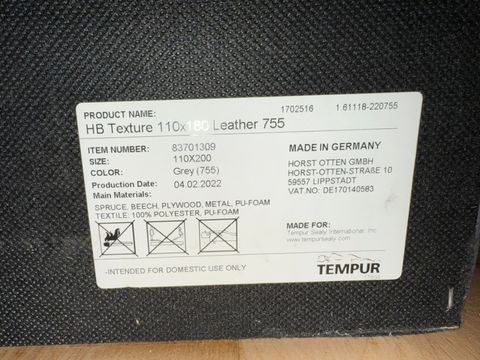 PRODUCT NAME: 1702516 1 61118-220755
HB Texture 110x180 Leather 755
ITEM NUMBER: 83701309
SIZE: 110X200
COLOR: Grey (755)
Production Date: 04.02.2022
Main Materials:
SPRUCE, BEECH, PLYWOOD, METAL, PU-FOAM
TEXTILE: 100% POLYESTER, PU-FOAM
-INTENDED FOR DOMESTIC USE ONLY
MADE IN GERMANY
HORST OTTEN GMBH
HORST-OTTEN-STRAßE 10
59557 LIPPSTADT
VAT.NO: DE170140583
MADE FOR:
Tempur Sealy International. Inc
www.tempursealy.com
TEMPUR